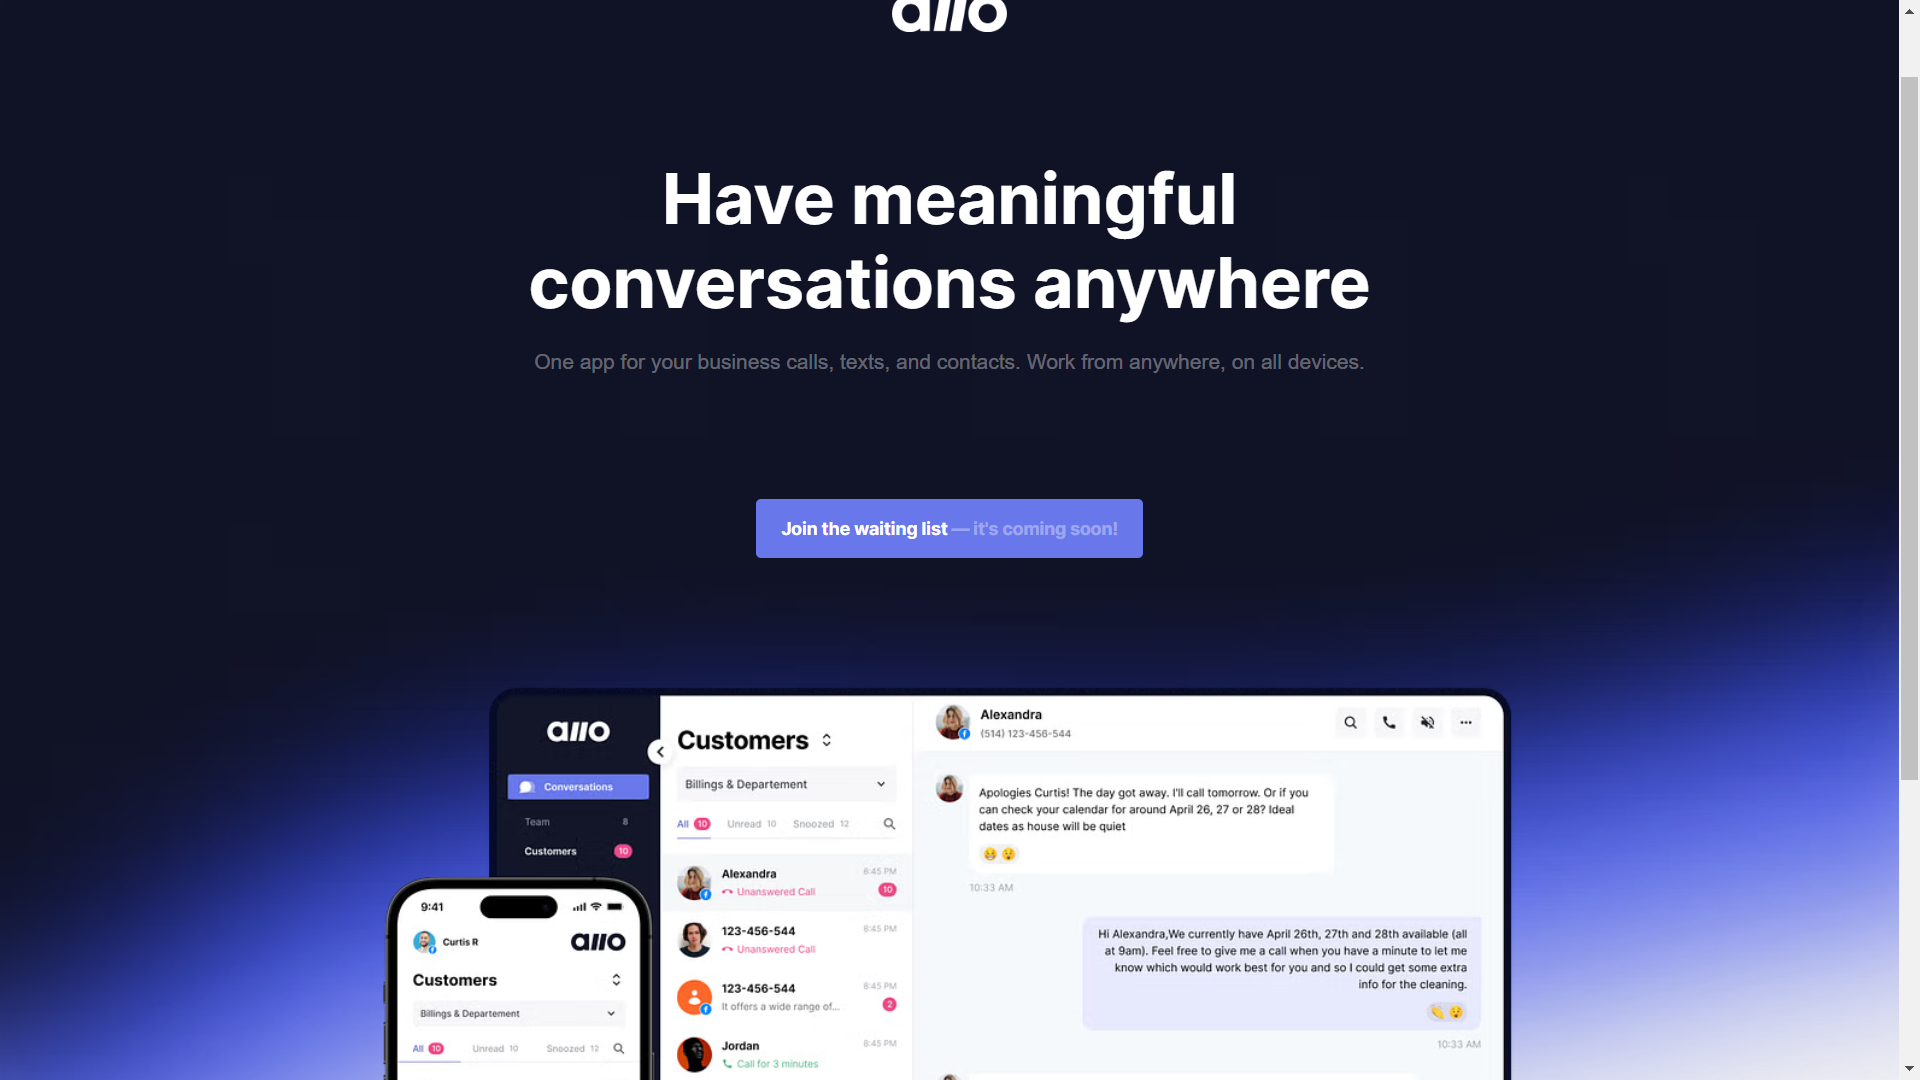 allo
Have meaningful
conversations anywhere
One app for your business calls, texts, and contacts. Work from anywhere, on all devices.
Join the waiting list — it's coming soon!
allo
Conversations
Team 8
Customers 10
Customers
Billings & Departement
All 10 Unread 10 Snoozed 12
Alexandra 8:45 PM
Unanswered Call 10
123-456-544 8:45 PM
Unanswered Call
123-456-544 8:45 PM
It offers a wide range of... 2
Jordan 8:45 PM
Call for 3 minutes
Alexandra
(514) 123-456-544
Apologies Curtis! The day got away. I'll call tomorrow. Or if you
can check your calendar for around April 26, 27 or 28? Ideal
dates as house will be quiet
10:33 AM
Hi Alexandra,We currently have April 26th, 27th and 28th available (all
at 9am). Feel free to give me a call when you have a minute to let me
know which would work best for you and so I could get some extra
info for the cleaning.
10:33 AM
9:41
Curtis R allo
Customers
Billings & Departement
All 10 Unread 10 Snoozed 12